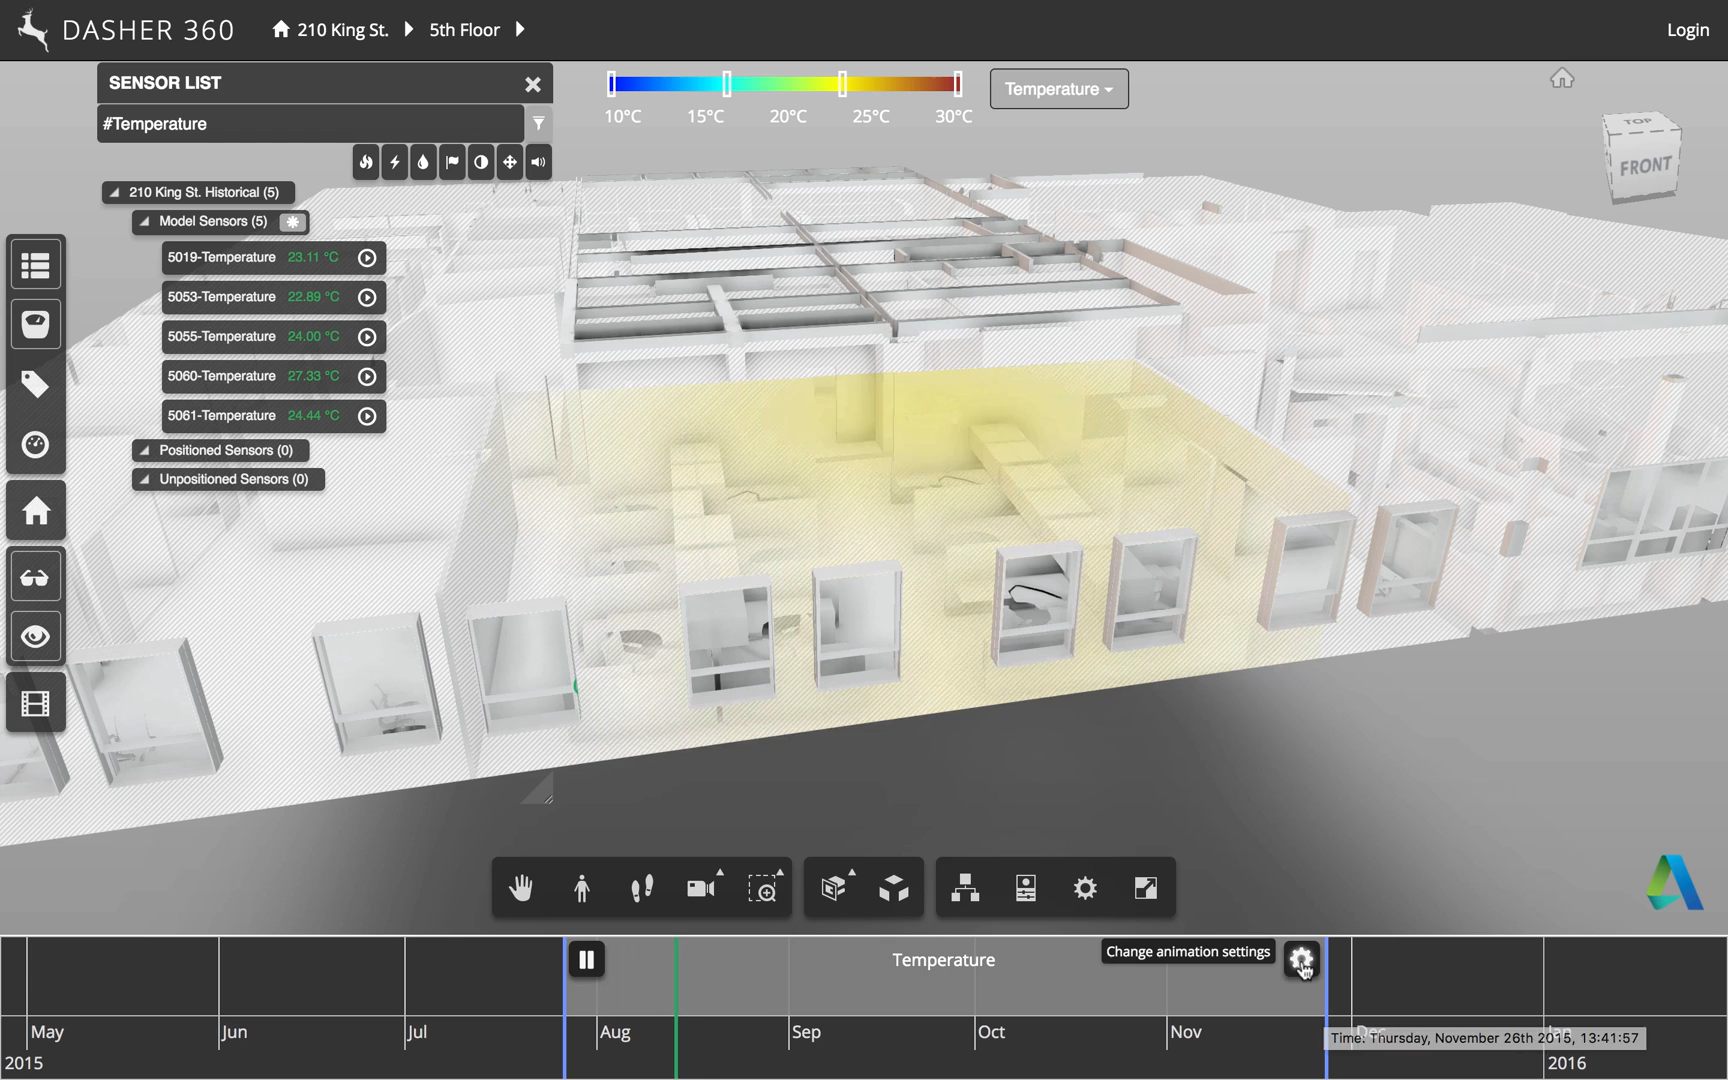 DASHER 360
210 King St.
5th Floor
Login
SENSOR LIST
#Temperature
10°C 15°C 20°C 25°C 30°C
Temperature
TOP
FRONT
210 King St. Historical (5)
Model Sensors (5)
5019-Temperature 23.11 °C
5053-Temperature 22.89 °C
5055-Temperature 24.00 °C
5060-Temperature 27.33 °C
5061-Temperature 24.44 °C
Positioned Sensors (0)
Unpositioned Sensors (0)
Temperature
Change animation settings
May Jun Jul Aug Sep Oct Nov Dec Jan
Time: Thursday, November 26th 2015, 13:41:57
2015 2016